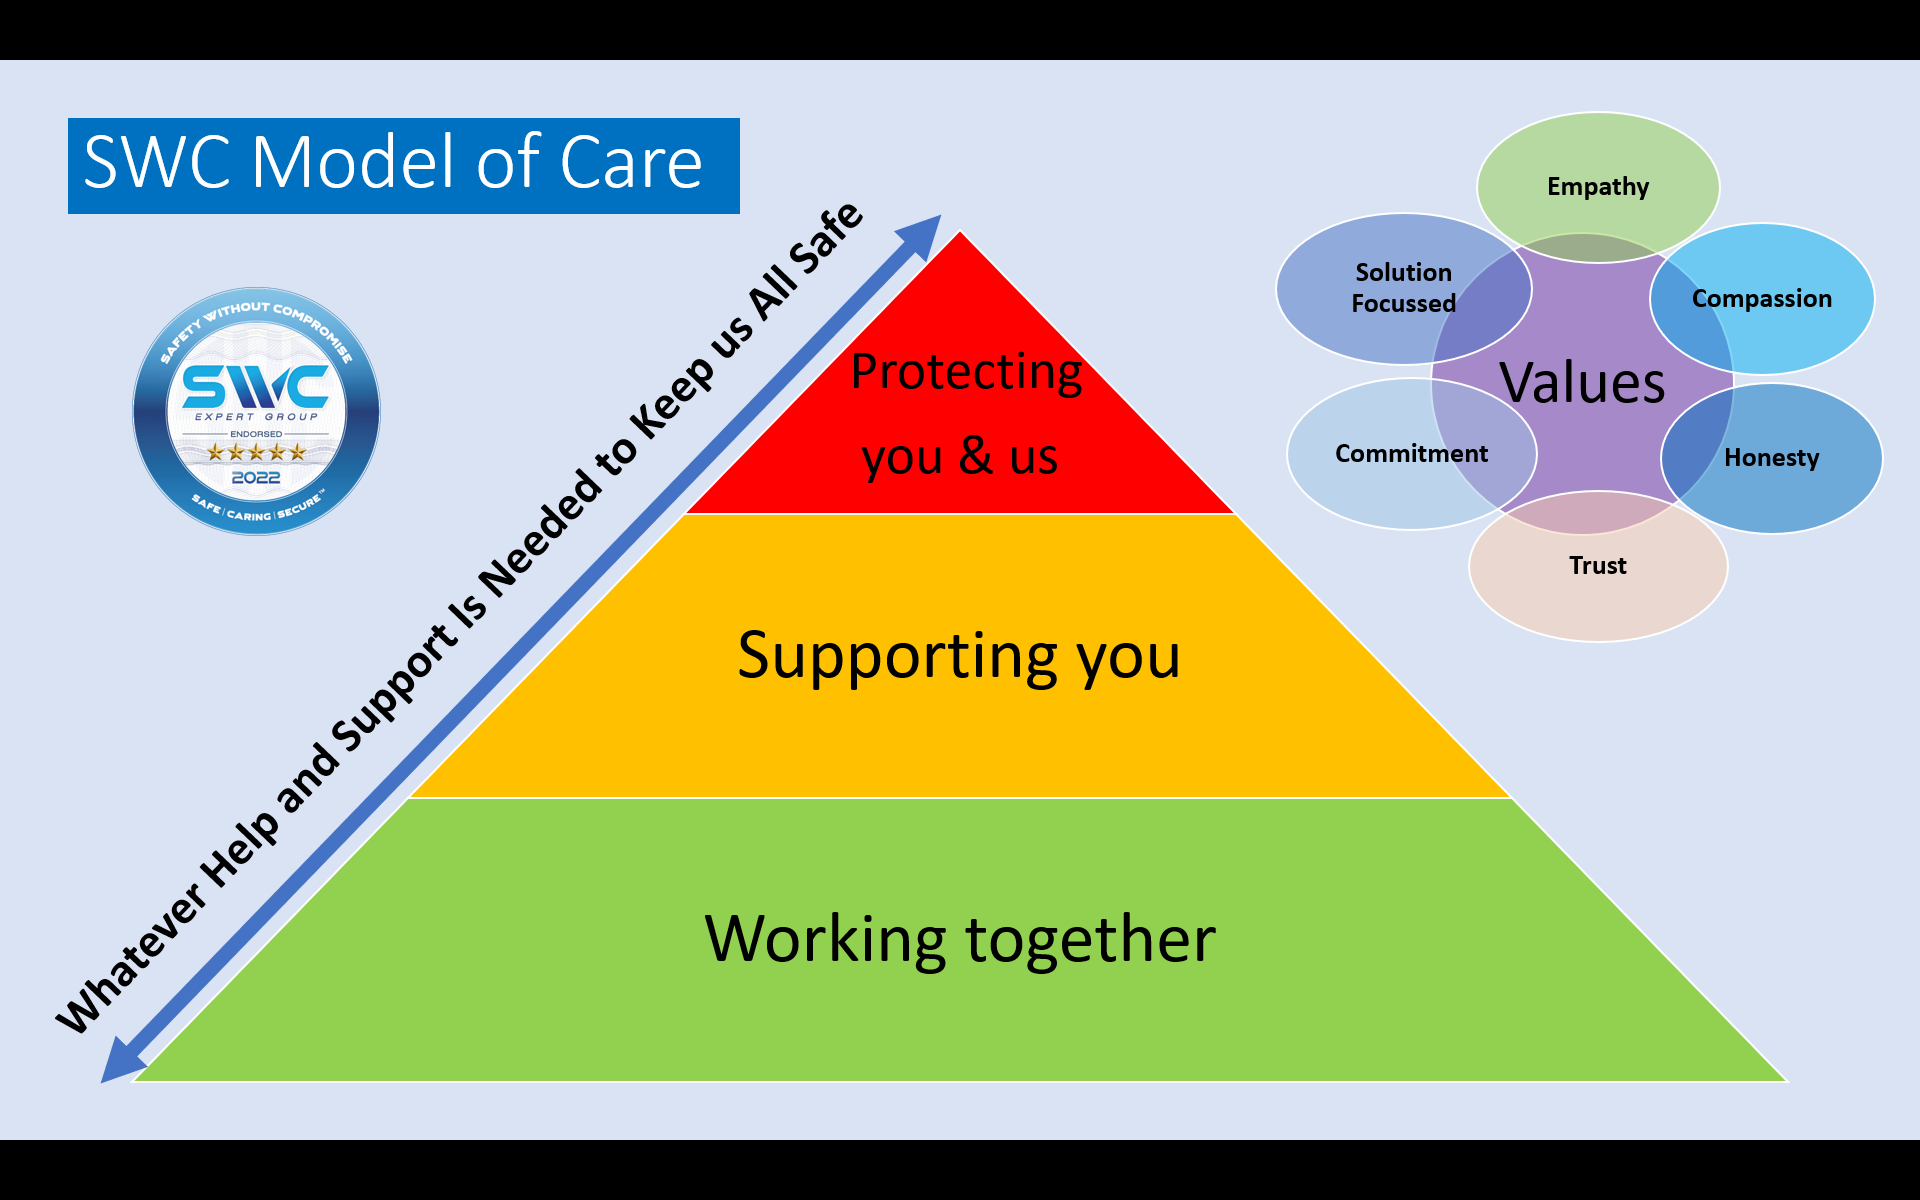 SWC Model of Care
SAFETY WITHOUT COMPROMISE
SWC
EXPERT GROUP
ENDORSED
2022
SAFE | CARING | SECURE™
Whatever Help and Support Is Needed to Keep us All Safe
Protecting
you & us
Supporting you
Working together
Empathy
Solution
Focussed
Compassion
Values
Commitment
Honesty
Trust